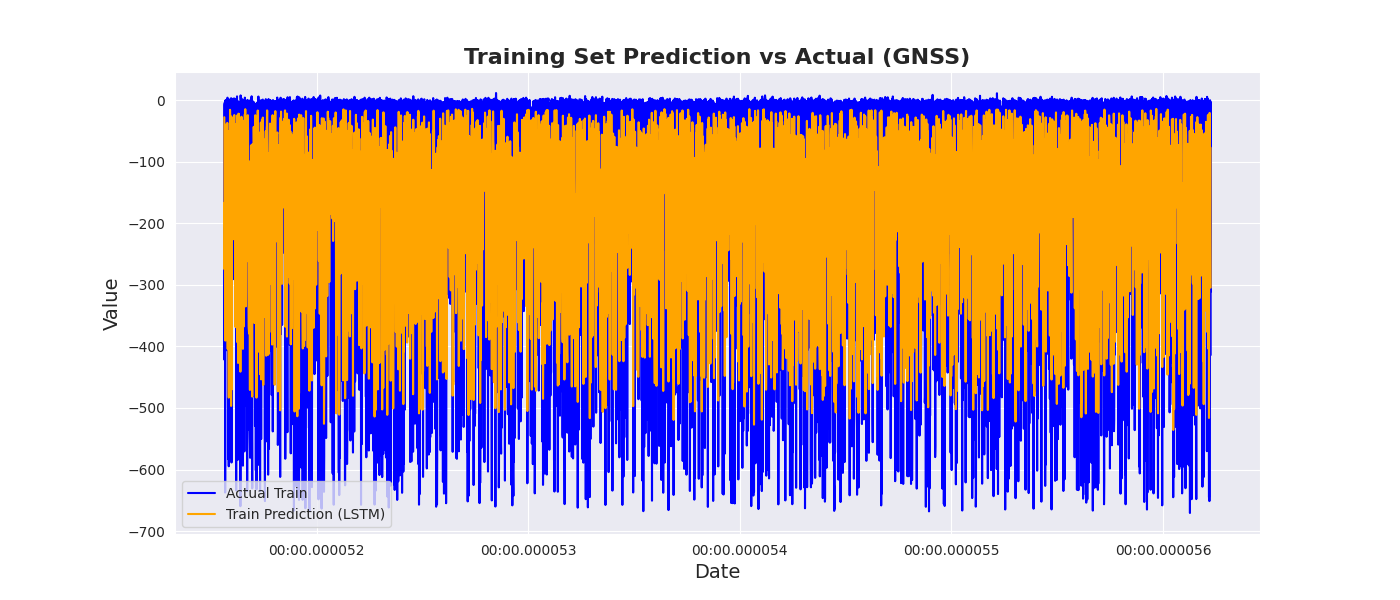 Training Set Prediction vs Actual (GNSS)
Value
0
−100
−200
−300
−400
−500
−600
−700
Actual Train
Train Prediction (LSTM)
00:00.000052
00:00.000053
00:00.000054
00:00.000055
00:00.000056
Date